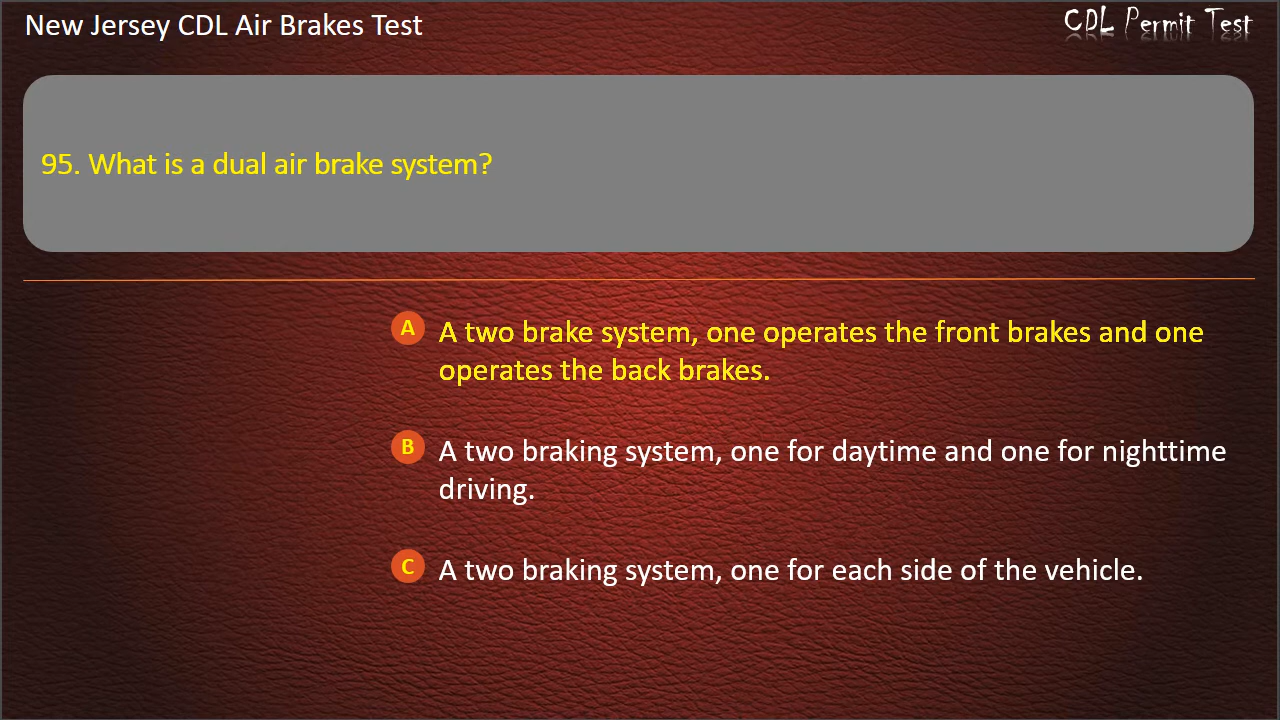 New Jersey CDL Air Brakes Test
CDL Permit Test
95. What is a dual air brake system?
A A two brake system, one operates the front brakes and one
operates the back brakes.
B A two braking system, one for daytime and one for nighttime
driving.
C A two braking system, one for each side of the vehicle.